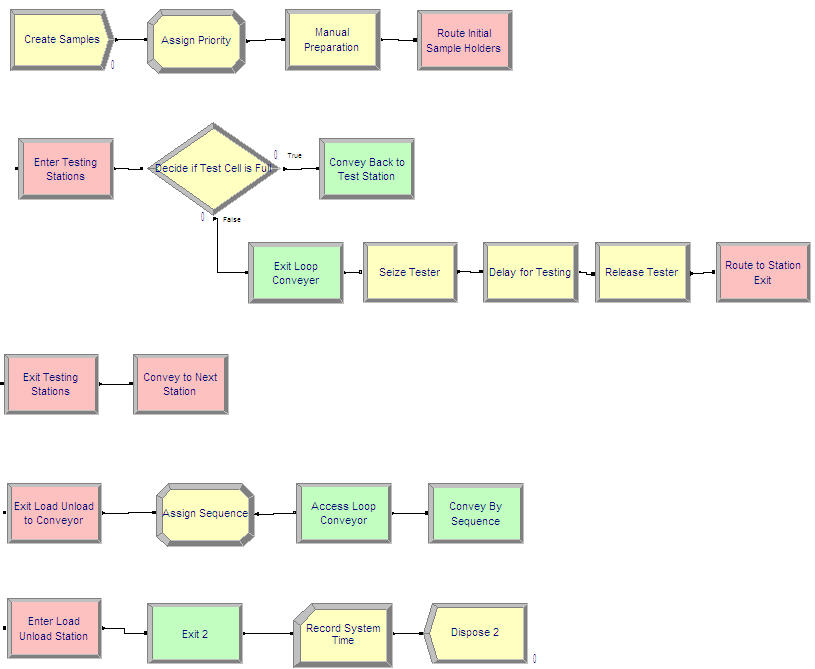 Create Samples
0
Assign Priority
Manual
Preparation
Route Initial
Sample Holders
Enter Testing
Stations
Decide if Test Cell is Full
0
True
0
False
Convey Back to
Test Station
Exit Loop
Conveyer
Seize Tester
Delay for Testing
Release Tester
Route to Station
Exit
Exit Testing
Stations
Convey to Next
Station
Exit Load Unload
to Conveyor
Assign Sequence
Access Loop
Conveyor
Convey By
Sequence
Enter Load
Unload Station
Exit 2
Record System
Time
Dispose 2
0